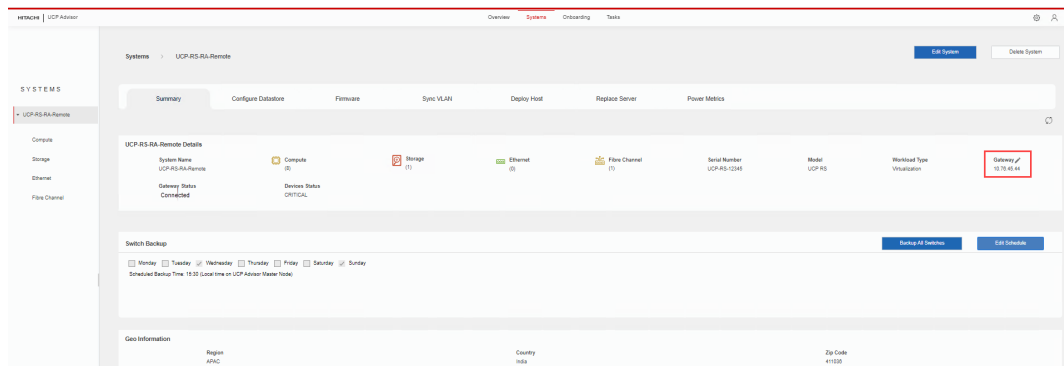 HITACHI UCP Advisor
Overview Systems Onboarding Tasks
Systems > UCP-RS-RA-Remote
Edit System Delete System
SYSTEMS
UCP-RS-RA-Remote
Compute
Storage
Ethernet
Fibre Channel
Summary Configure Datastore Firmware Sync VLAN Deploy Host Replace Server Power Metrics
UCP-RS-RA-Remote Details
System Name Compute Storage Ethernet Fibre Channel Serial Number Model Workload Type Gateway
UCP-RS-RA-Remote (8) (1) (0) (1) UCP-RS-12345 UCP RS Virtualization 10.76.45.44
Gateway Status Devices Status
Connected CRITICAL
Switch Backup
Backup All Switches Edit Schedule
Monday Tuesday Wednesday Thursday Friday Saturday Sunday
Scheduled Backup Time: 15:30 (Local time on UCP Advisor Master Node)
Geo Information
Region Country Zip Code
APAC India 411038